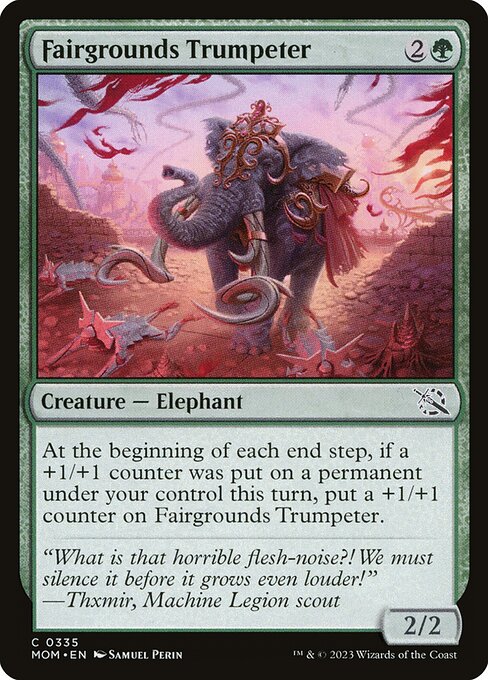 Fairgrounds Trumpeter 2
Creature — Elephant
At the beginning of each end step, if a
+1/+1 counter was put on a permanent
under your control this turn, put a +1/+1
counter on Fairgrounds Trumpeter.
“What is that horrible flesh-noise?! We must
silence it before it grows even louder!”
—Thxmir, Machine Legion scout
2/2
C 0335
MOM • EN Samuel Perin ™ & © 2023 Wizards of the Coast